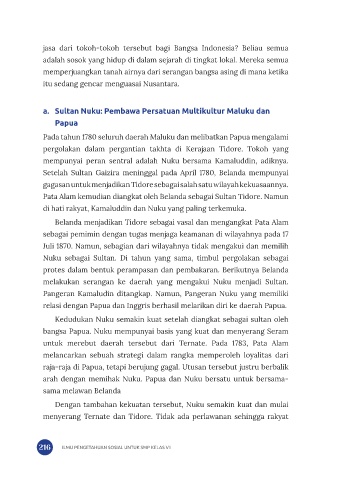 jasa dari tokoh-tokoh tersebut bagi Bangsa Indonesia? Beliau semua
adalah sosok yang hidup di dalam sejarah di tingkat lokal. Mereka semua
memperjuangkan tanah airnya dari serangan bangsa asing di mana ketika
itu sedang gencar menguasai Nusantara.
a. Sultan Nuku: Pembawa Persatuan Multikultur Maluku dan
Papua
Pada tahun 1780 seluruh daerah Maluku dan melibatkan Papua mengalami
pergolakan dalam pergantian takhta di Kerajaan Tidore. Tokoh yang
mempunyai peran sentral adalah Nuku bersama Kamaluddin, adiknya.
Setelah Sultan Gaizira meninggal pada April 1780, Belanda mempunyai
gagasan untuk menjadikan Tidore sebagai salah satu wilayah kekuasaannya.
Pata Alam kemudian diangkat oleh Belanda sebagai Sultan Tidore. Namun
di hati rakyat, Kamaluddin dan Nuku yang paling terkemuka.
Belanda menjadikan Tidore sebagai vasal dan mengangkat Pata Alam
sebagai pemimin dengan tugas menjaga keamanan di wilayahnya pada 17
Juli 1870. Namun, sebagian dari wilayahnya tidak mengakui dan memilih
Nuku sebagai Sultan. Di tahun yang sama, timbul pergolakan sebagai
protes dalam bentuk perampasan dan pembakaran. Berikutnya Belanda
melakukan serangan ke daerah yang mengakui Nuku menjadi Sultan.
Pangeran Kamaludin ditangkap. Namun, Pangeran Nuku yang memiliki
relasi dengan Papua dan Inggris berhasil melarikan diri ke daerah Papua.
Kedudukan Nuku semakin kuat setelah diangkat sebagai sultan oleh
bangsa Papua. Nuku mempunyai basis yang kuat dan menyerang Seram
untuk merebut daerah tersebut dari Ternate. Pada 1783, Pata Alam
melancarkan sebuah strategi dalam rangka memperoleh loyalitas dari
raja-raja di Papua, tetapi berujung gagal. Utusan tersebut justru berbalik
arah dengan memihak Nuku. Papua dan Nuku bersatu untuk bersama-
sama melawan Belanda
Dengan tambahan kekuatan tersebut, Nuku semakin kuat dan mulai
menyerang Ternate dan Tidore. Tidak ada perlawanan sehingga rakyat
216 ILMU PENGETAHUAN SOSIAL UNTUK SMP KELAS VII